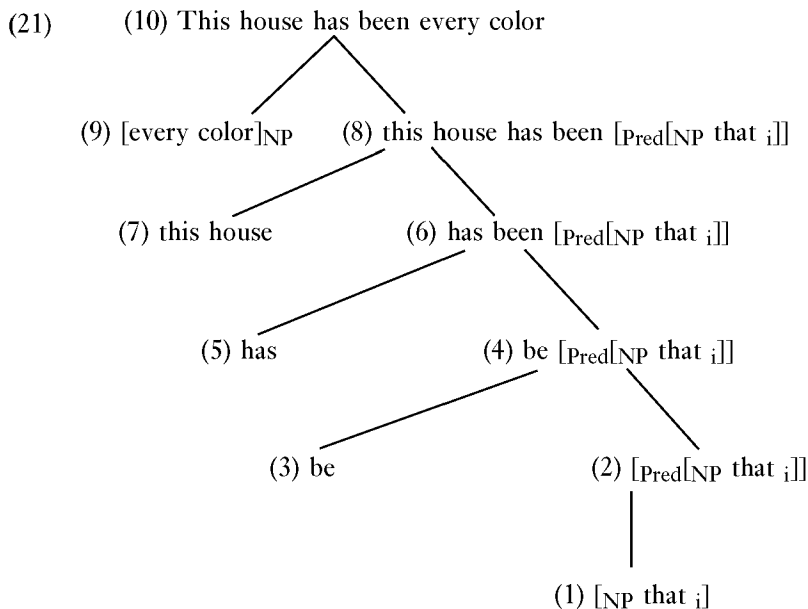 (21) (10) This house has been every color
(9) [every color]NP (8) this house has been [Pred[NP that i]]
(7) this house (6) has been [Pred[NP that i]]
(5) has (4) be [Pred[NP that i]]
(3) be (2) [Pred[NP that i]]
(1) [NP that i]